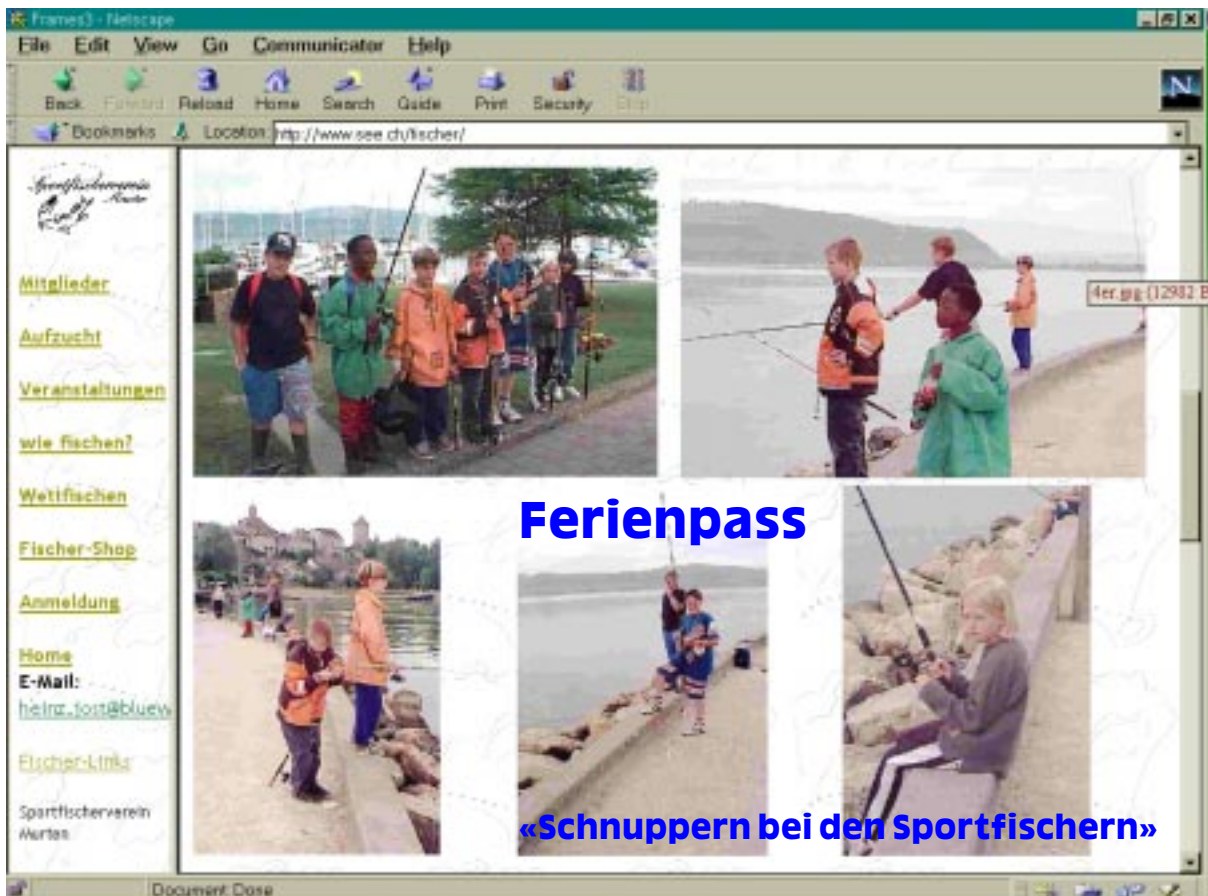 Frames3 - Netscape
File Edit View Go Communicator Help
Back Forward Reload Home Search Guide Print Security Stop
Bookmarks Location: http://www.see.ch/fischer/
Sportfischerverein
Murten
Mitglieder
Aufzucht
Veranstaltungen
wie fischen?
Wettfischen
Fischer-Shop
Anmeldung
Home
E-Mail:
heinz.jost@bluew
Fischer-Links
Sportfischerverein
Murten
4er.jpg (12982 B
Ferienpass
«Schnuppern bei den Sportfischern»
Document: Done